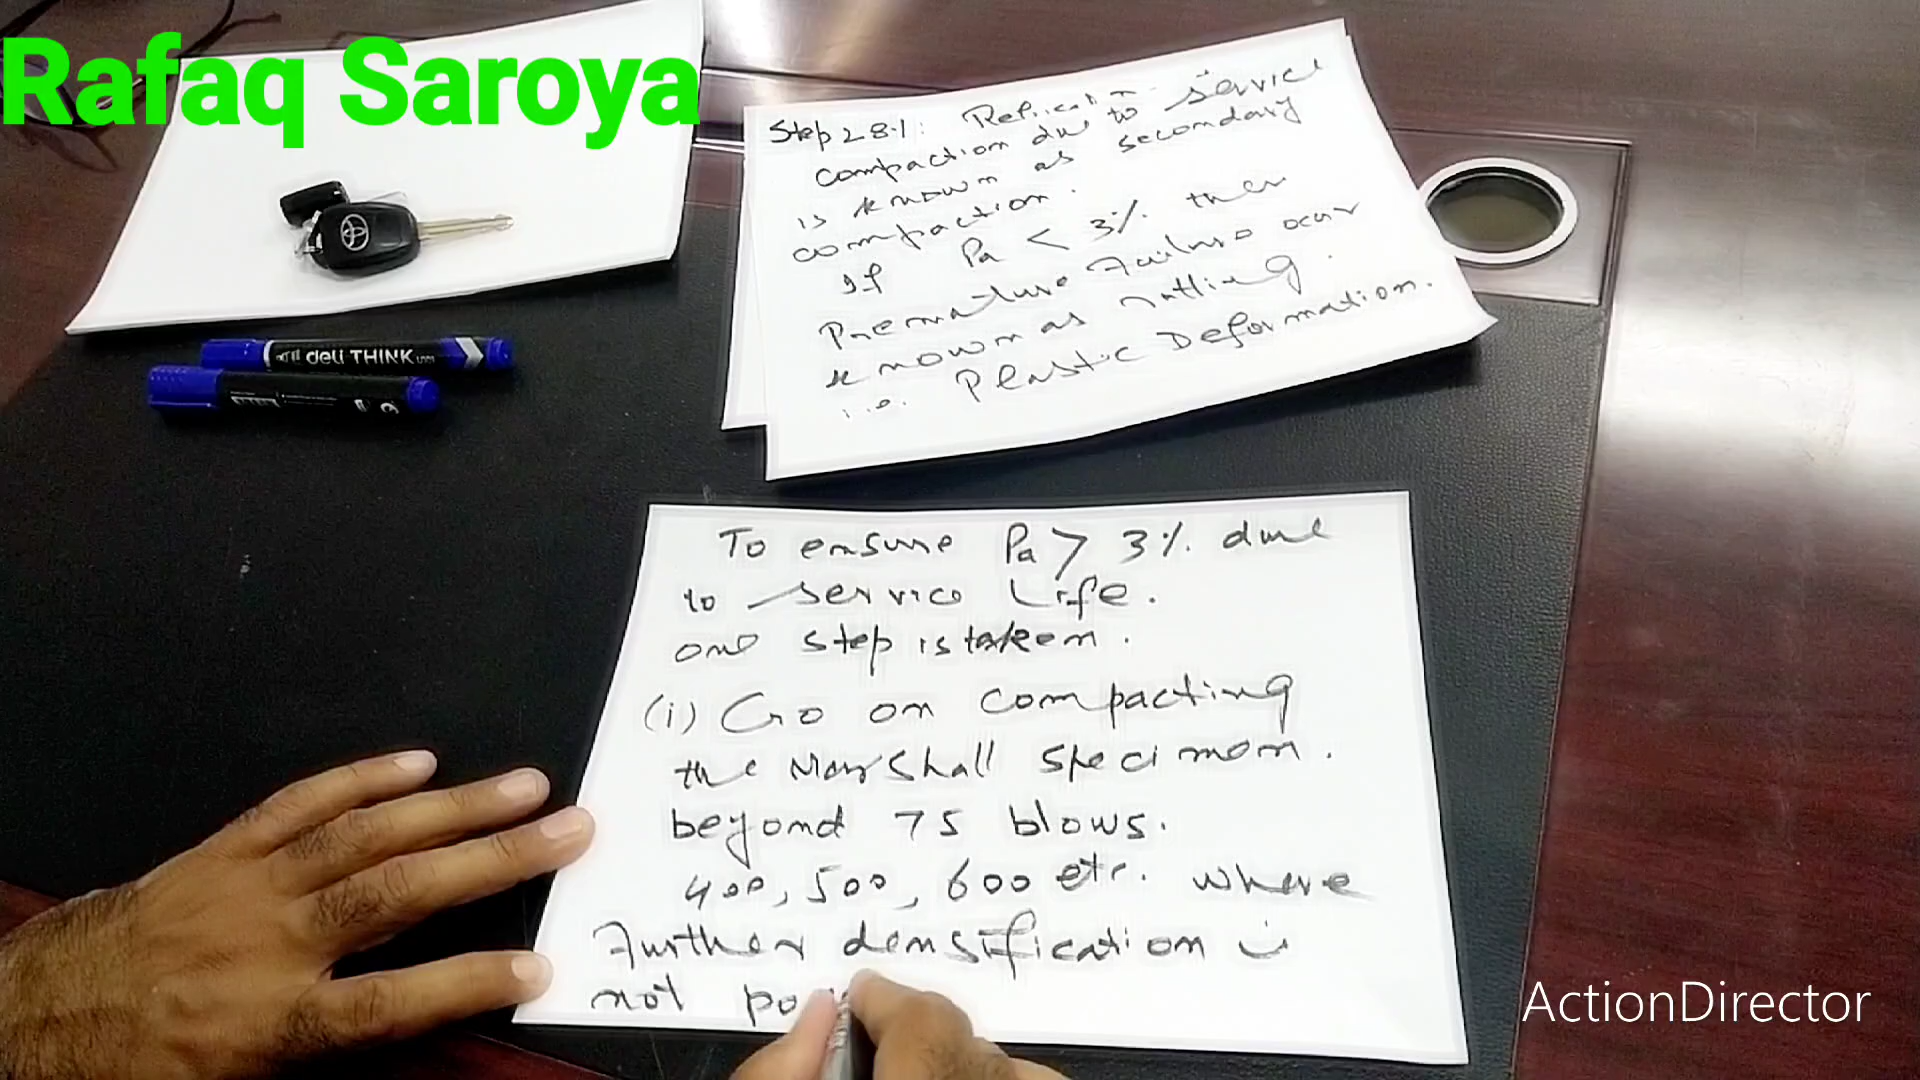 Rafaq Saroya
Step 2 8.1: Reflication
compaction due to service
is known as secondary
compaction.
If Pa < 3% then
Premature Failure occur
known as rutting.
i.e. Plastic Deformation.
deli THINK
To ensure Pa > 3% due
to service Life.
one step is taken.
(i) Go on compacting
the Marshall specimen.
beyond 75 blows.
400, 500, 600 etc. where
Further densification is
not po
ActionDirector